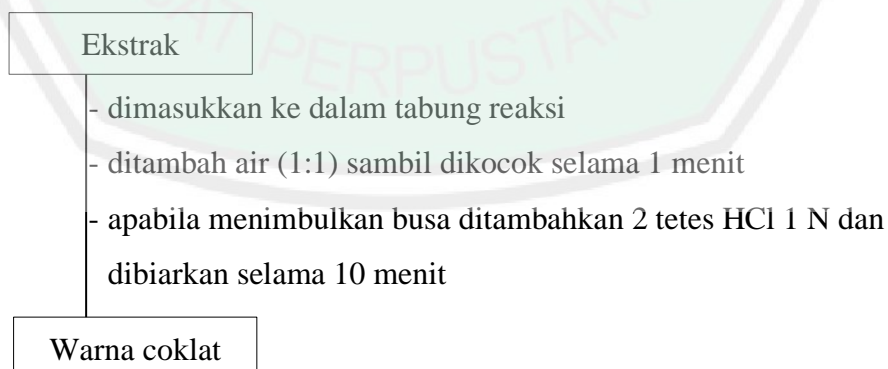 PERPUSTAK
Ekstrak
- dimasukkan ke dalam tabung reaksi
- ditambah air (1:1) sambil dikocok selama 1 menit
- apabila menimbulkan busa ditambahkan 2 tetes HCl 1 N dan
dibiarkan selama 10 menit
Warna coklat